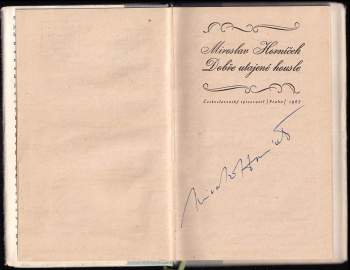 Miroslav Horníček
Dobře utajené housle
Československý spisovatel | Praha | 1967